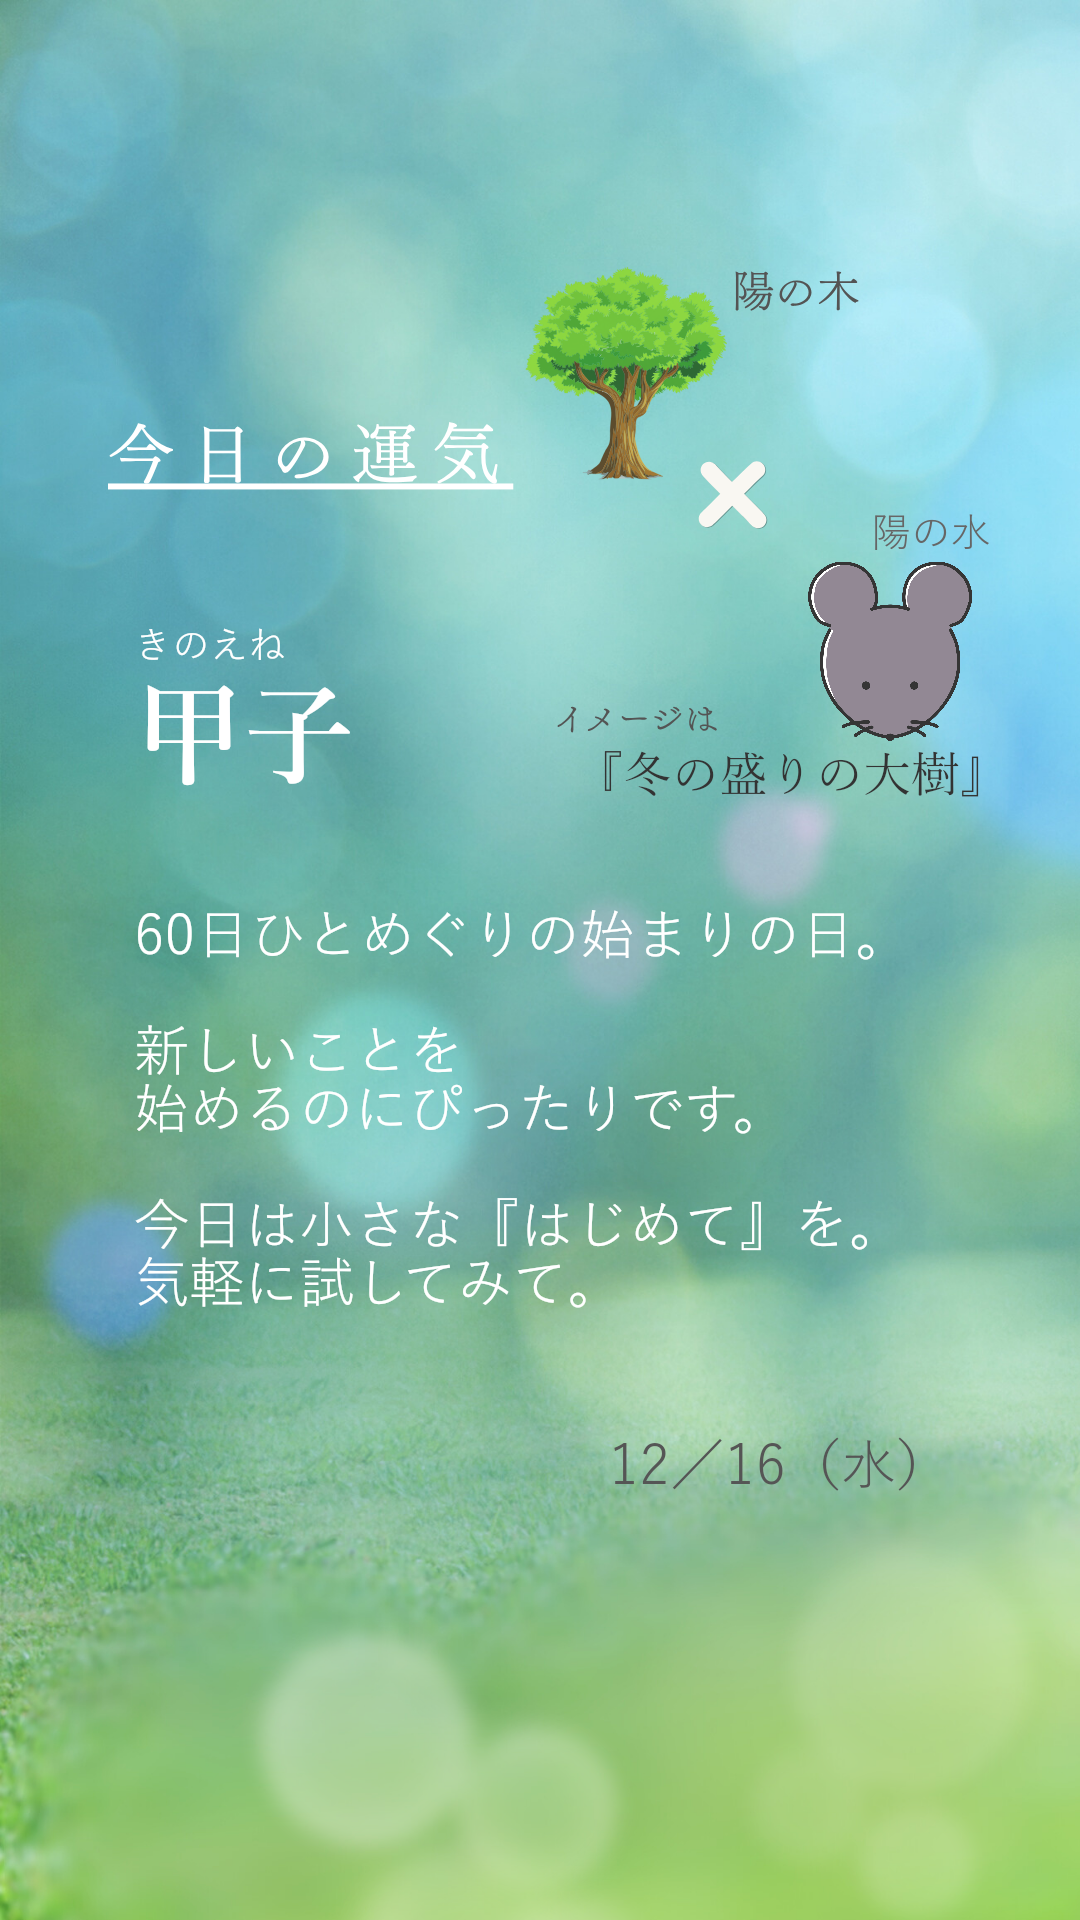 陽の木
今日の運気
陽の水
きのえね
甲子
イメージは
『冬の盛りの大樹』
60日ひとめぐりの始まりの日。
新しいことを
始めるのにぴったりです。
今日は小さな『はじめて』を。
気軽に試してみて。
12／16（水）